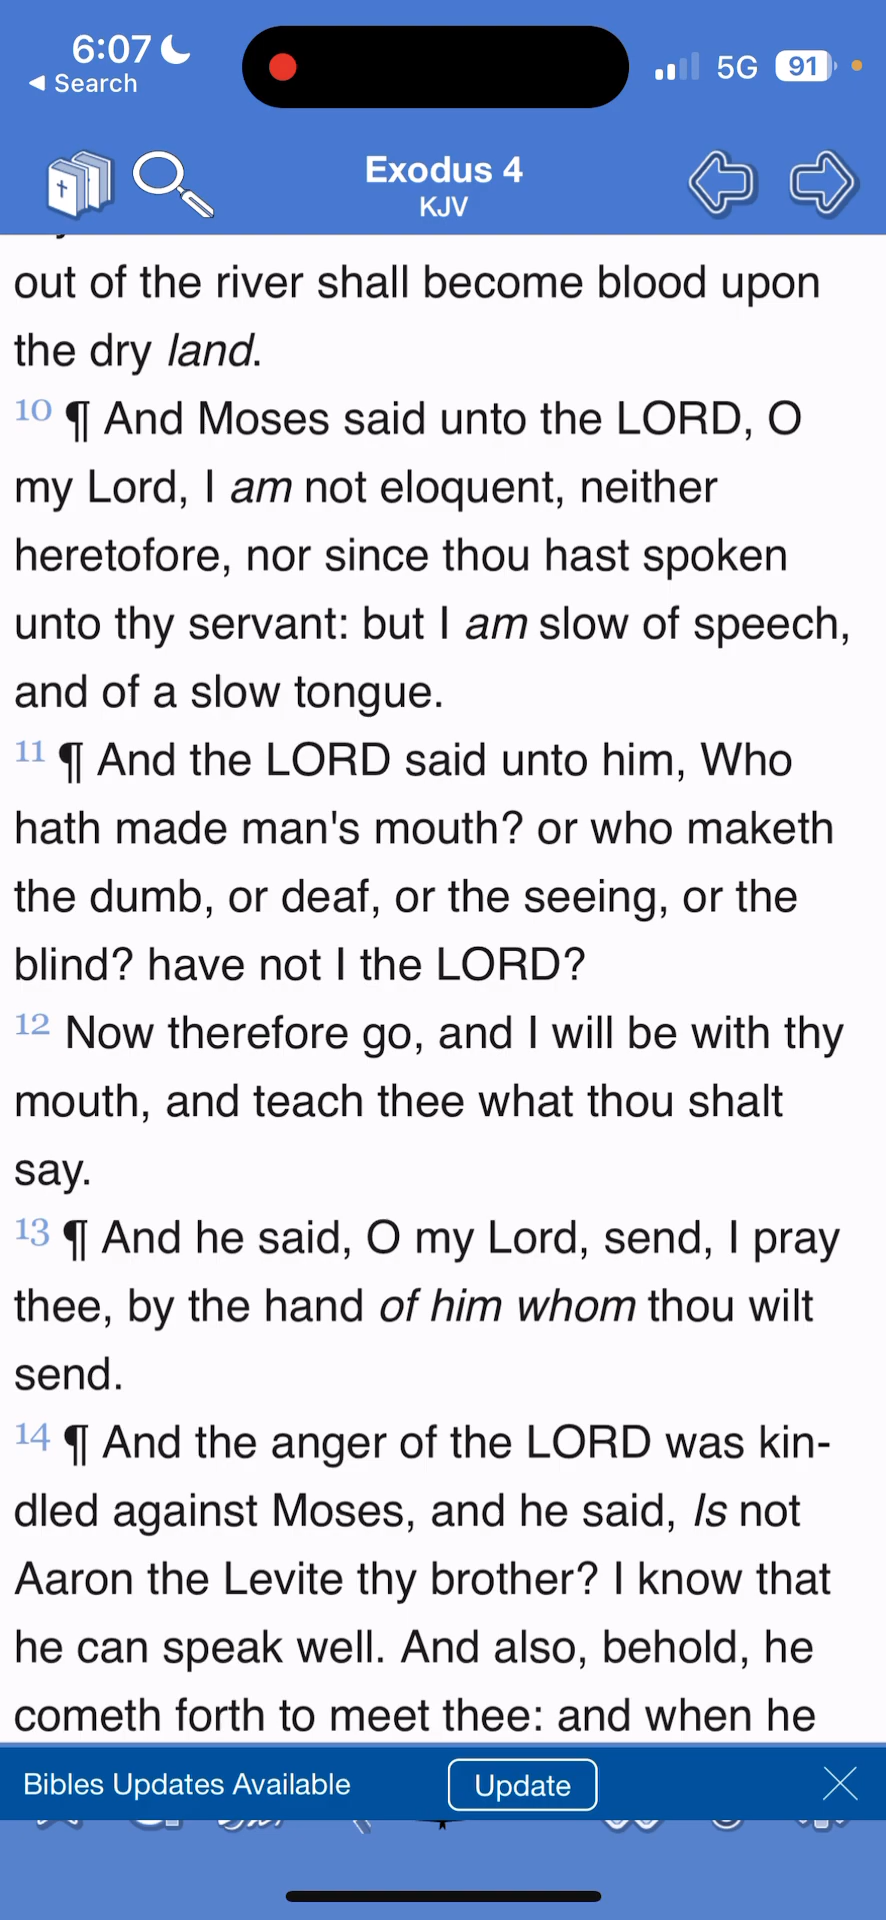 6:07
Search
5G
91
Exodus 4
KJV
out of the river shall become blood upon
the dry land.
10 ¶ And Moses said unto the LORD, O
my Lord, I am not eloquent, neither
heretofore, nor since thou hast spoken
unto thy servant: but I am slow of speech,
and of a slow tongue.
11 ¶ And the LORD said unto him, Who
hath made man's mouth? or who maketh
the dumb, or deaf, or the seeing, or the
blind? have not I the LORD?
12 Now therefore go, and I will be with thy
mouth, and teach thee what thou shalt
say.
13 ¶ And he said, O my Lord, send, I pray
thee, by the hand of him whom thou wilt
send.
14 ¶ And the anger of the LORD was kin-
dled against Moses, and he said, Is not
Aaron the Levite thy brother? I know that
he can speak well. And also, behold, he
cometh forth to meet thee: and when he
Bibles Updates Available
Update